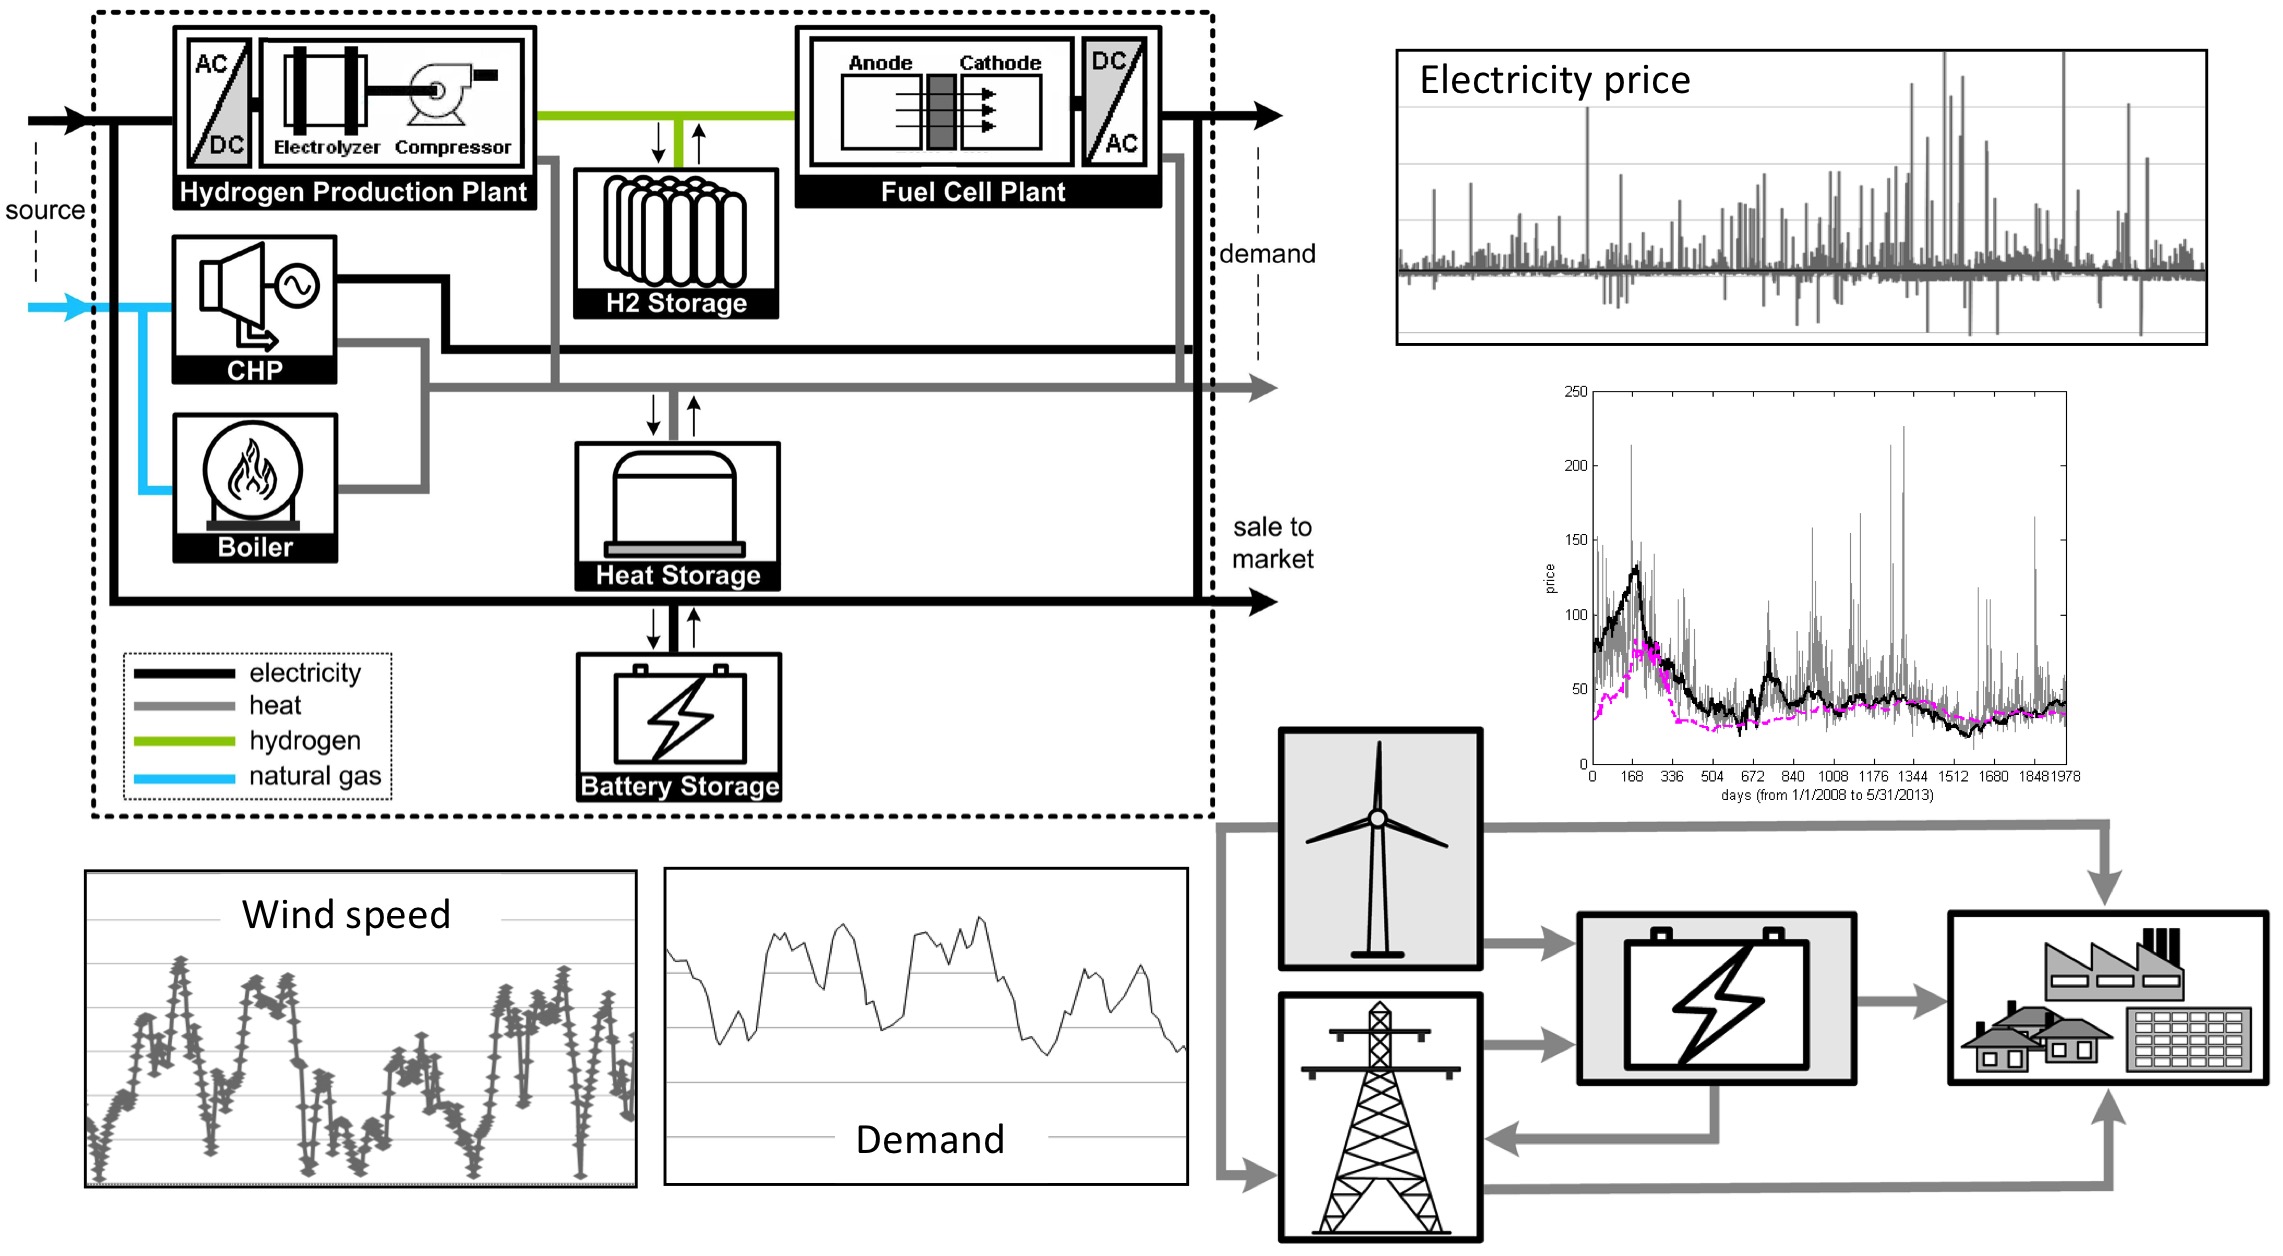 AC
DC
Electrolyzer
Compressor
Hydrogen Production Plant
Anode
Cathode
DC
AC
Fuel Cell Plant
source
H2 Storage
demand
CHP
Boiler
Heat Storage
sale to
market
electricity
heat
hydrogen
natural gas
Battery Storage
Electricity price
250
200
150
100
50
0
price
0 168 336 504 672 840 1008 1176 1344 1512 1680 1848 1978
days (from 1/1/2008 to 5/31/2013)
Wind speed
Demand